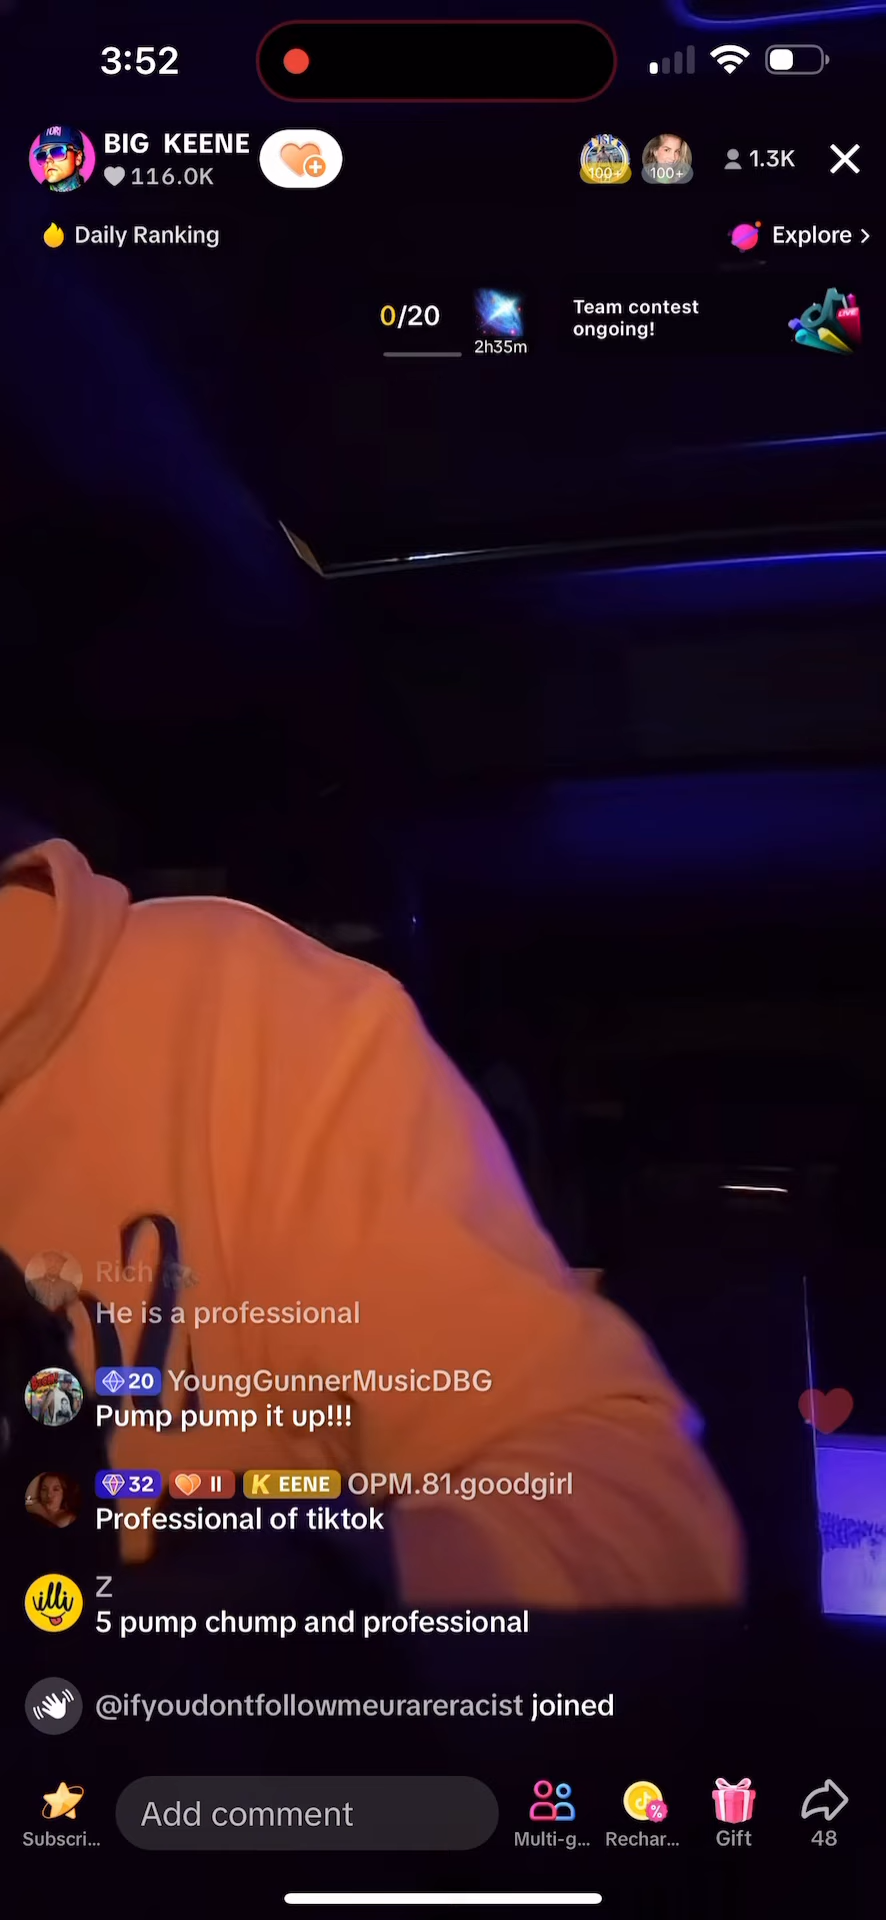 3:52
BIG KEENE
116.0K
100+
100+
1.3K
Daily Ranking
Explore >
0/20
2h35m
Team contest
ongoing!
LIVE
Rich
He is a professional
20 YoungGunnerMusicDBG
Pump pump it up!!!
32 II K EENE OPM.81.goodgirl
Professional of tiktok
illi
Z
5 pump chump and professional
@ifyoudontfollowmeurareracist joined
Add comment
Subscri...
Multi-g...
Rechar...
Gift
48